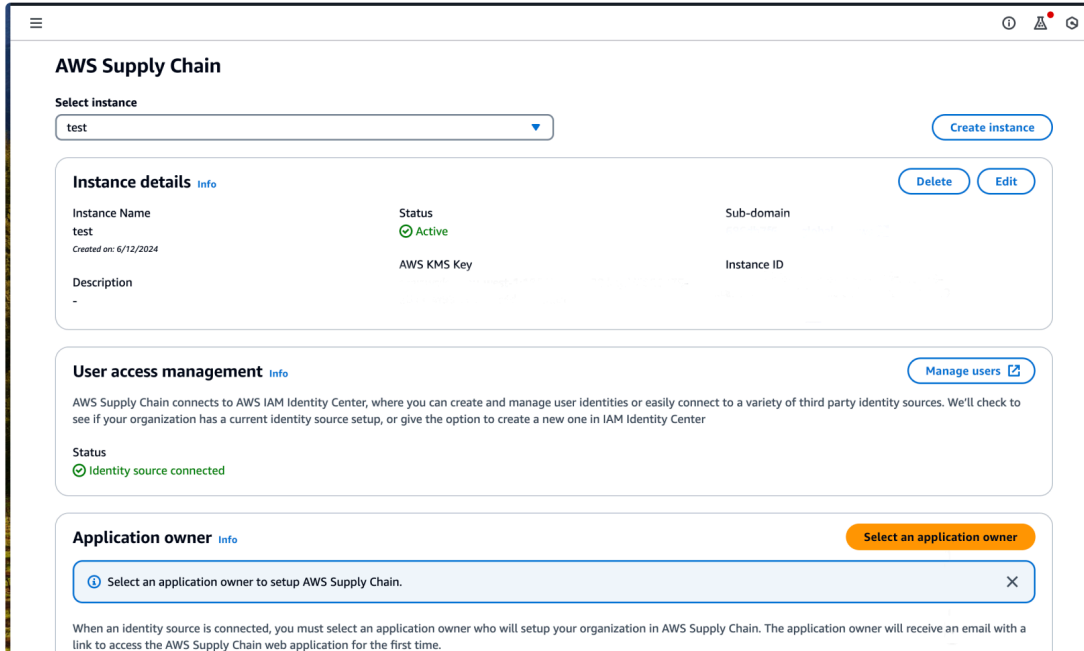 AWS Supply Chain
Select instance
test
Create instance
Instance details Info
Delete
Edit
Instance Name
test
Created on: 6/12/2024
Status
Active
Sub-domain
AWS KMS Key
Instance ID
Description
-
User access management Info
Manage users
AWS Supply Chain connects to AWS IAM Identity Center, where you can create and manage user identities or easily connect to a variety of third party identity sources. We'll check to
see if your organization has a current identity source setup, or give the option to create a new one in IAM Identity Center
Status
Identity source connected
Application owner Info
Select an application owner
Select an application owner to setup AWS Supply Chain.
When an identity source is connected, you must select an application owner who will setup your organization in AWS Supply Chain. The application owner will receive an email with a
link to access the AWS Supply Chain web application for the first time.